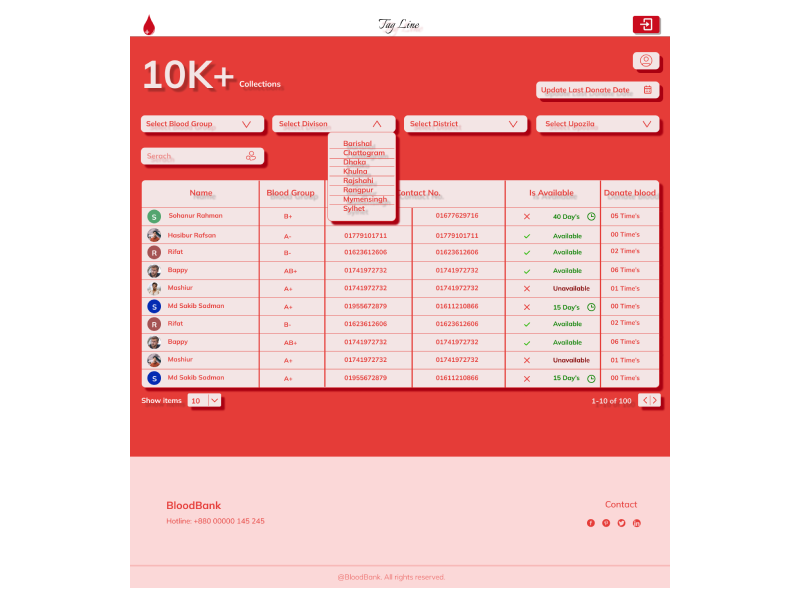 Tag Line
10K+ Collections
Update Last Donate Date
Select Blood Group
Select Divison
Select District
Select Upozila
Serach
Barishal
Chattogram
Dhaka
Khulna
Rajshahi
Rangpur
Mymensingh
Sylhet
Name Blood Group ontact No. Is Available Donate blood
S Sohanur Rahman B+ 01677629716 40 Day's 05 Time's
Hasibur Rafsan A- 01779101711 01779101711 Available 00 Time's
R Rifat B- 01623612606 01623612606 Available 02 Time's
Bappy AB+ 01741972732 01741972732 Available 06 Time's
Mashiur A+ 01741972732 01741972732 Unavailable 01 Time's
S Md Sakib Sadman A+ 01955672879 01611210866 15 Day's 00 Time's
R Rifat B- 01623612606 01623612606 Available 02 Time's
Bappy AB+ 01741972732 01741972732 Available 06 Time's
Mashiur A+ 01741972732 01741972732 Unavailable 01 Time's
S Md Sakib Sadman A+ 01955672879 01611210866 15 Day's 00 Time's
Show items 10 1-10 of 100
BloodBank Contact
Hotline: +880 00000 145 245
@BloodBank. All rights reserved.